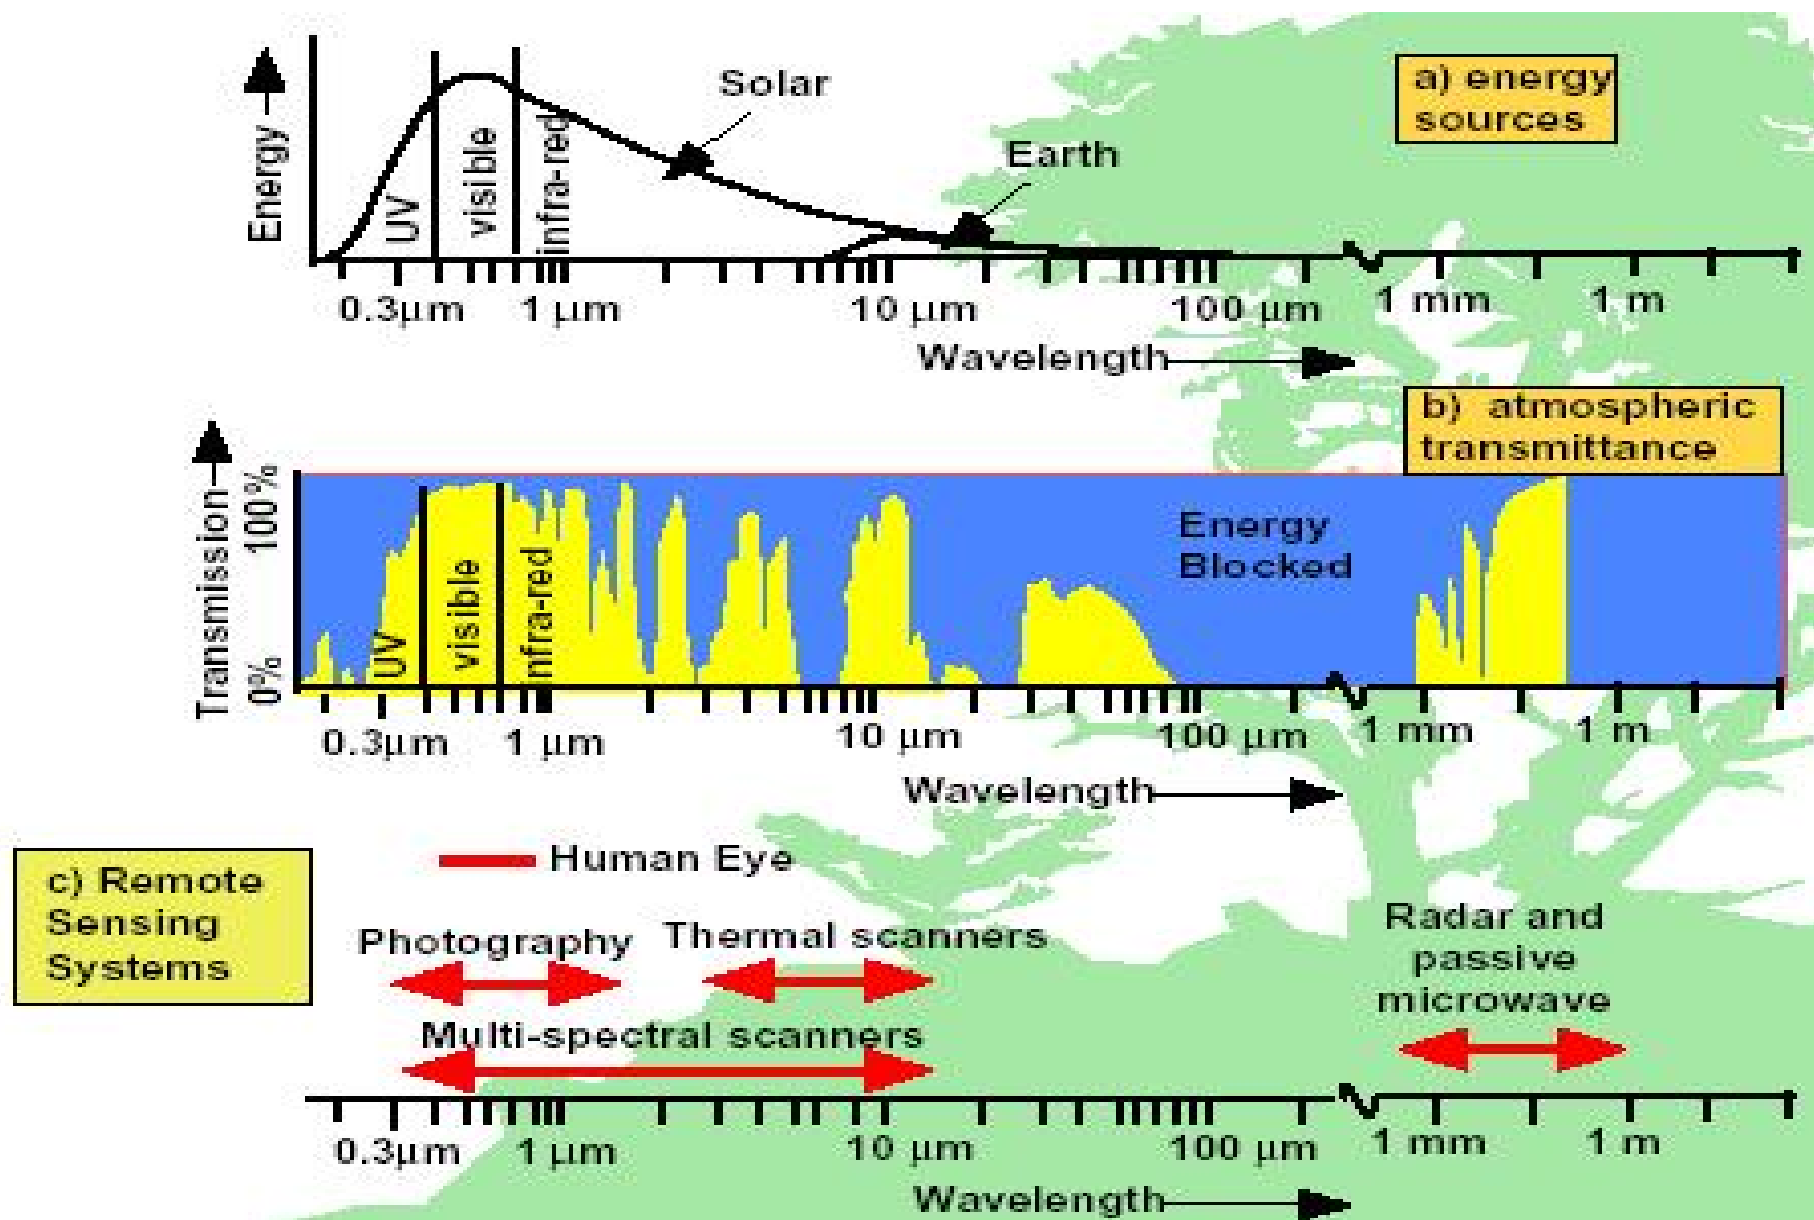 Solar
a) energy
sources
Earth
Energy
UV
visible
infra-red
0.3µm 1 µm 10 µm 100 µm 1 mm 1 m
Wavelength
b) atmospheric
transmittance
Transmission
0% 100%
UV
visible
infra-red
Energy
Blocked
0.3µm 1 µm 10 µm 100 µm 1 mm 1 m
Wavelength
c) Remote
Sensing
Systems
Human Eye
Photography
Thermal scanners
Multi-spectral scanners
Radar and
passive
microwave
0.3µm 1 µm 10 µm 100 µm 1 mm 1 m
Wavelength